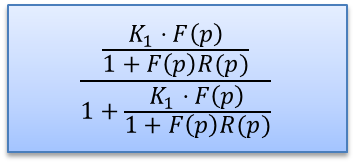 K₁ · F(p)
1 + F(p)R(p)
1 + K₁ · F(p)
1 + F(p)R(p)